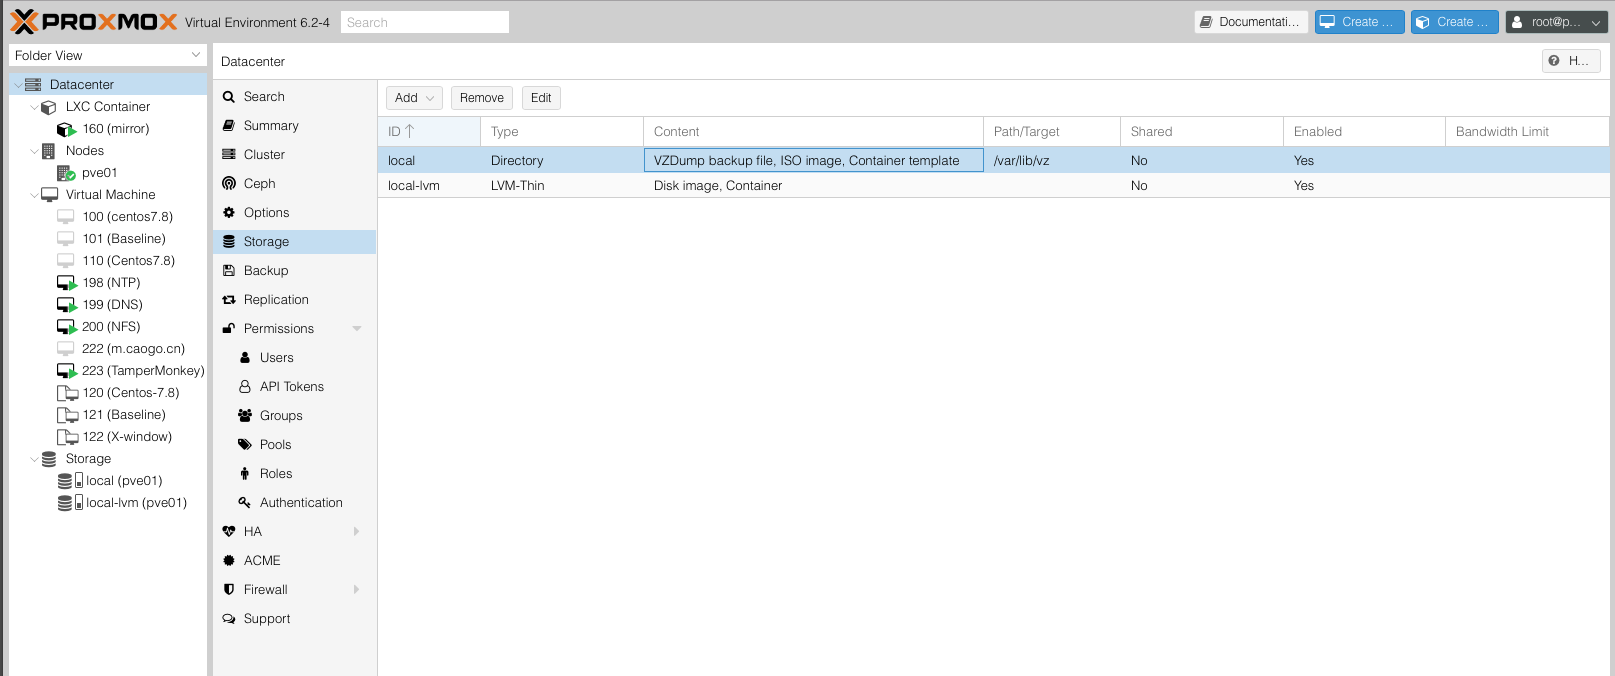 PROXMOX Virtual Environment 6.2-4 Search Documentati... Create ... Create ... root@p...
Folder View
Datacenter
LXC Container
160 (mirror)
Nodes
pve01
Virtual Machine
100 (centos7.8)
101 (Baseline)
110 (Centos7.8)
198 (NTP)
199 (DNS)
200 (NFS)
222 (m.caogo.cn)
223 (TamperMonkey)
120 (Centos-7.8)
121 (Baseline)
122 (X-window)
Storage
local (pve01)
local-lvm (pve01)
Datacenter H...
Search
Summary
Cluster
Ceph
Options
Storage
Backup
Replication
Permissions
Users
API Tokens
Groups
Pools
Roles
Authentication
HA
ACME
Firewall
Support
Add Remove Edit
ID Type Content Path/Target Shared Enabled Bandwidth Limit
local Directory VZDump backup file, ISO image, Container template /var/lib/vz No Yes
local-lvm LVM-Thin Disk image, Container No Yes